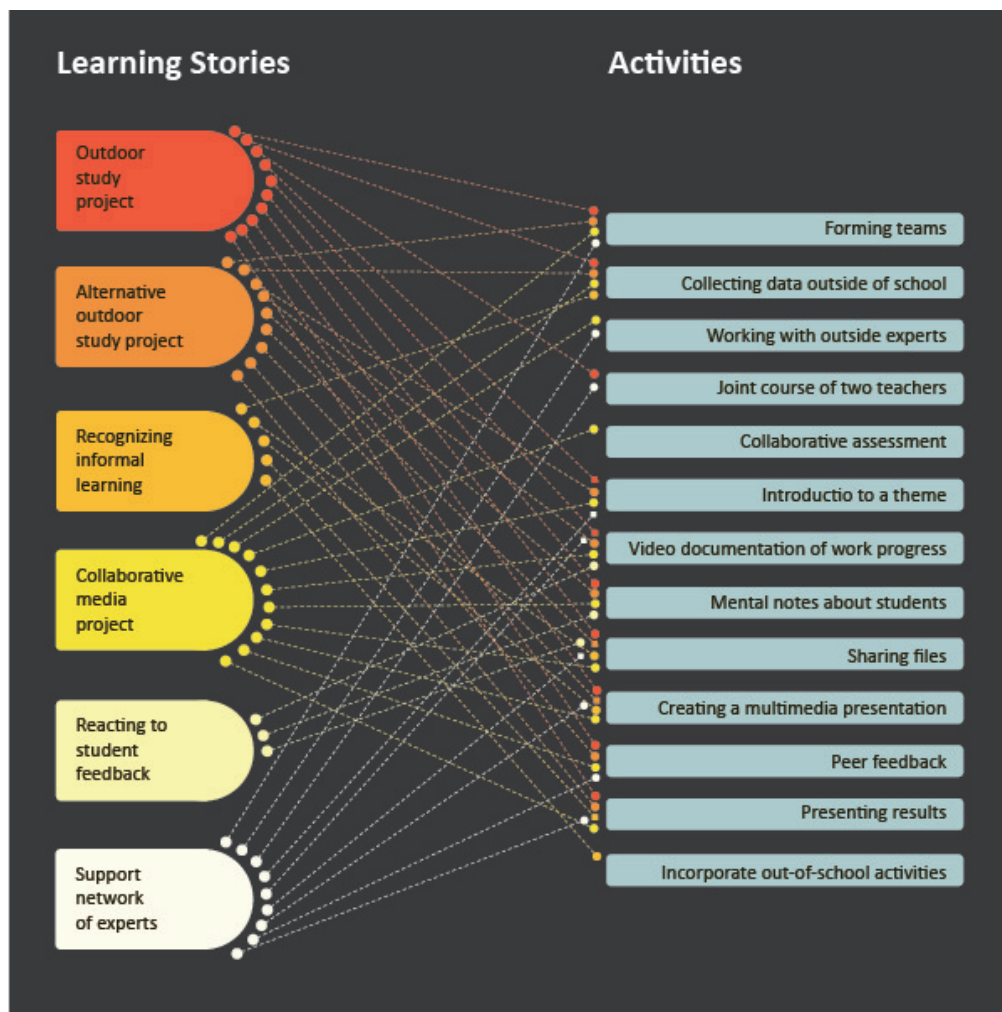 Learning Stories
Activities
Outdoor
study
project
Alternative
outdoor
study project
Recognizing
informal
learning
Collaborative
media
project
Reacting to
student
feedback
Support
network
of experts
Forming teams
Collecting data outside of school
Working with outside experts
Joint course of two teachers
Collaborative assessment
Introductio to a theme
Video documentation of work progress
Mental notes about students
Sharing files
Creating a multimedia presentation
Peer feedback
Presenting results
Incorporate out-of-school activities